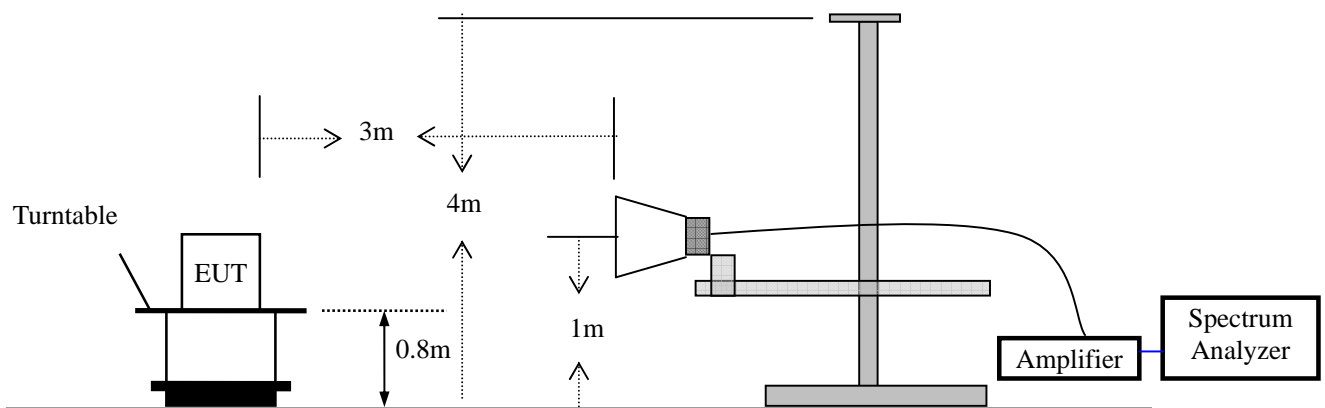 3m
4m
Turntable
EUT
1m
0.8m
Spectrum
Analyzer
Amplifier